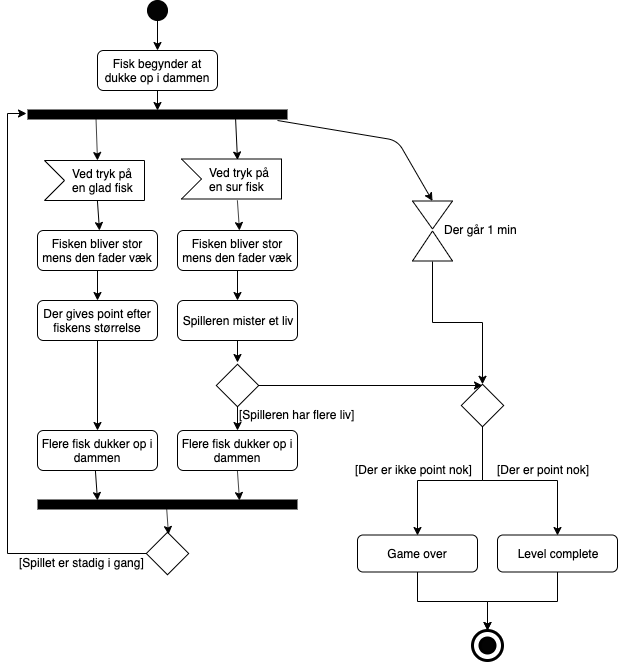 Fisk begynder at
dukke op i dammen
Ved tryk på
en glad fisk
Ved tryk på
en sur fisk
Der går 1 min
Fisken bliver stor
mens den fader væk
Fisken bliver stor
mens den fader væk
Der gives point efter
fiskens størrelse
Spilleren mister et liv
[Spilleren har flere liv]
Flere fisk dukker op i
dammen
Flere fisk dukker op i
dammen
[Der er ikke point nok]
[Der er point nok]
[Spillet er stadig i gang]
Game over
Level complete